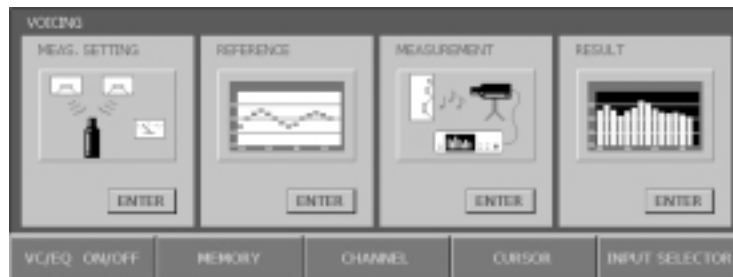 VOICING
MEAS. SETTING REFERENCE MEASUREMENT RESULT
ENTER ENTER ENTER ENTER
VC/EQ ON/OFF MEMORY CHANNEL CURSOR INPUT SELECTOR